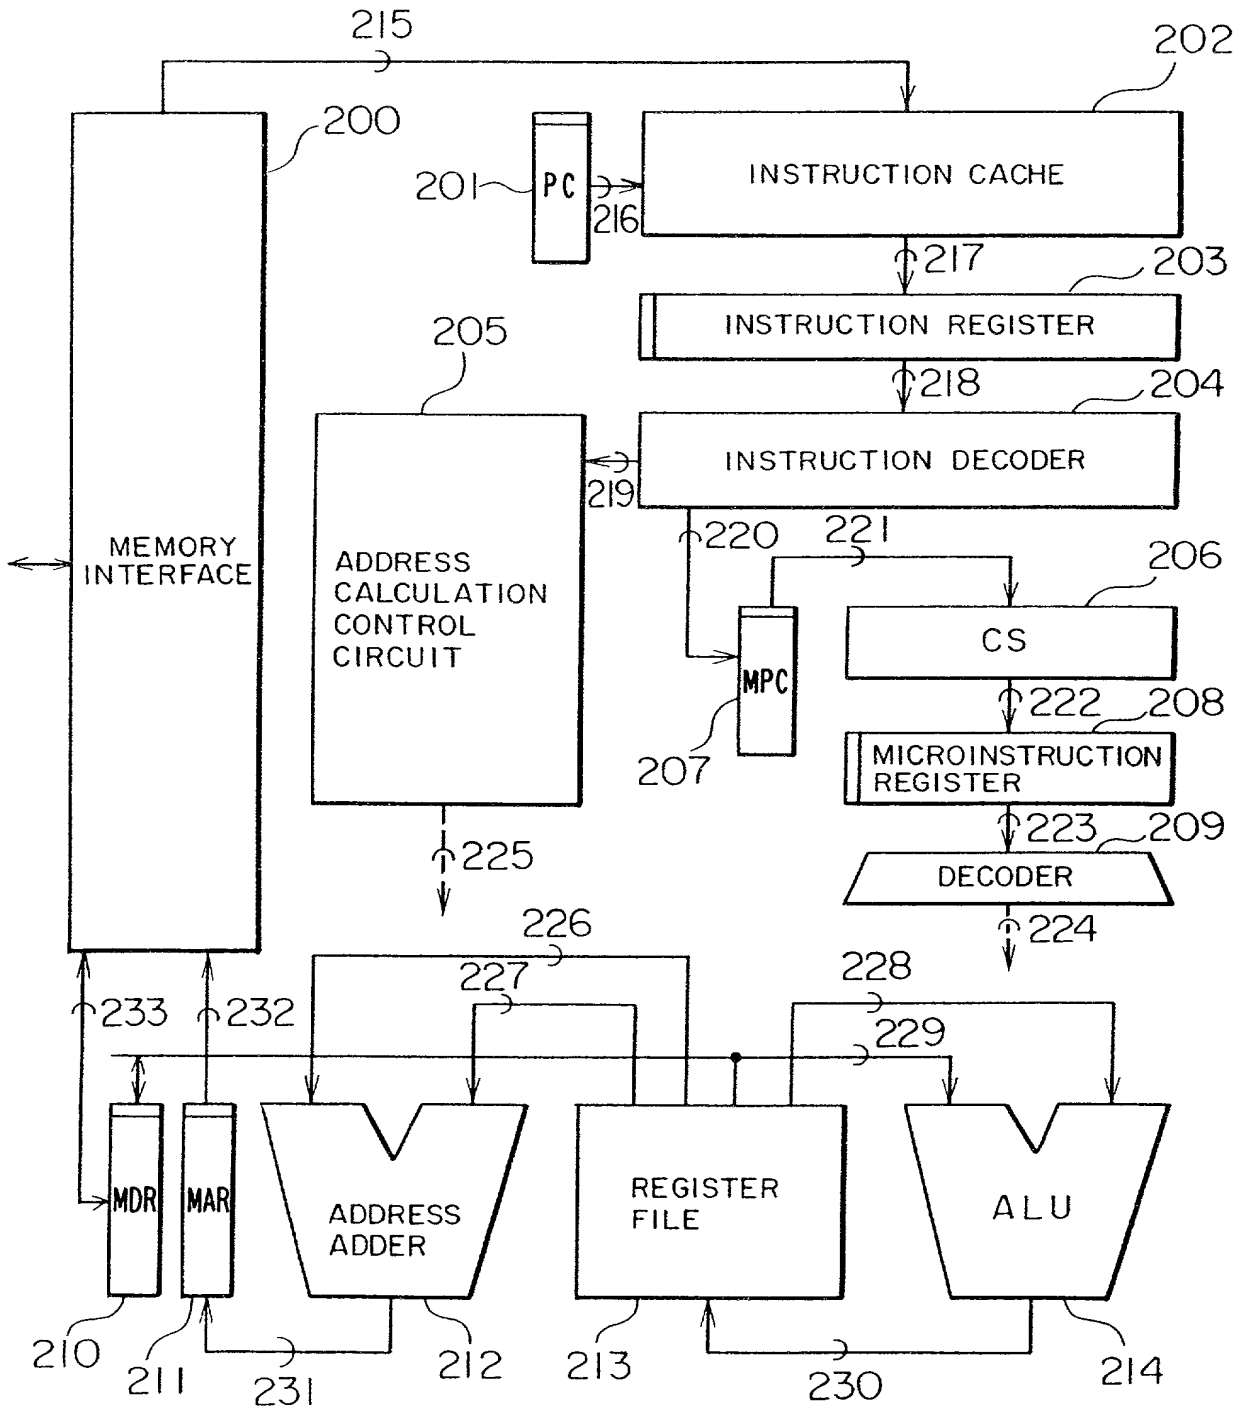 215
202
200
INSTRUCTION CACHE
PC
201
216
217
203
INSTRUCTION REGISTER
205
218
204
INSTRUCTION DECODER
219
220
221
MEMORY
INTERFACE
ADDRESS
CALCULATION
CONTROL
CIRCUIT
206
CS
MPC
222
208
207
MICROINSTRUCTION
REGISTER
223
209
225
DECODER
224
226
227
228
233
232
229
MDR
MAR
ADDRESS
ADDER
REGISTER
FILE
ALU
210
211
231
212
213
230
214